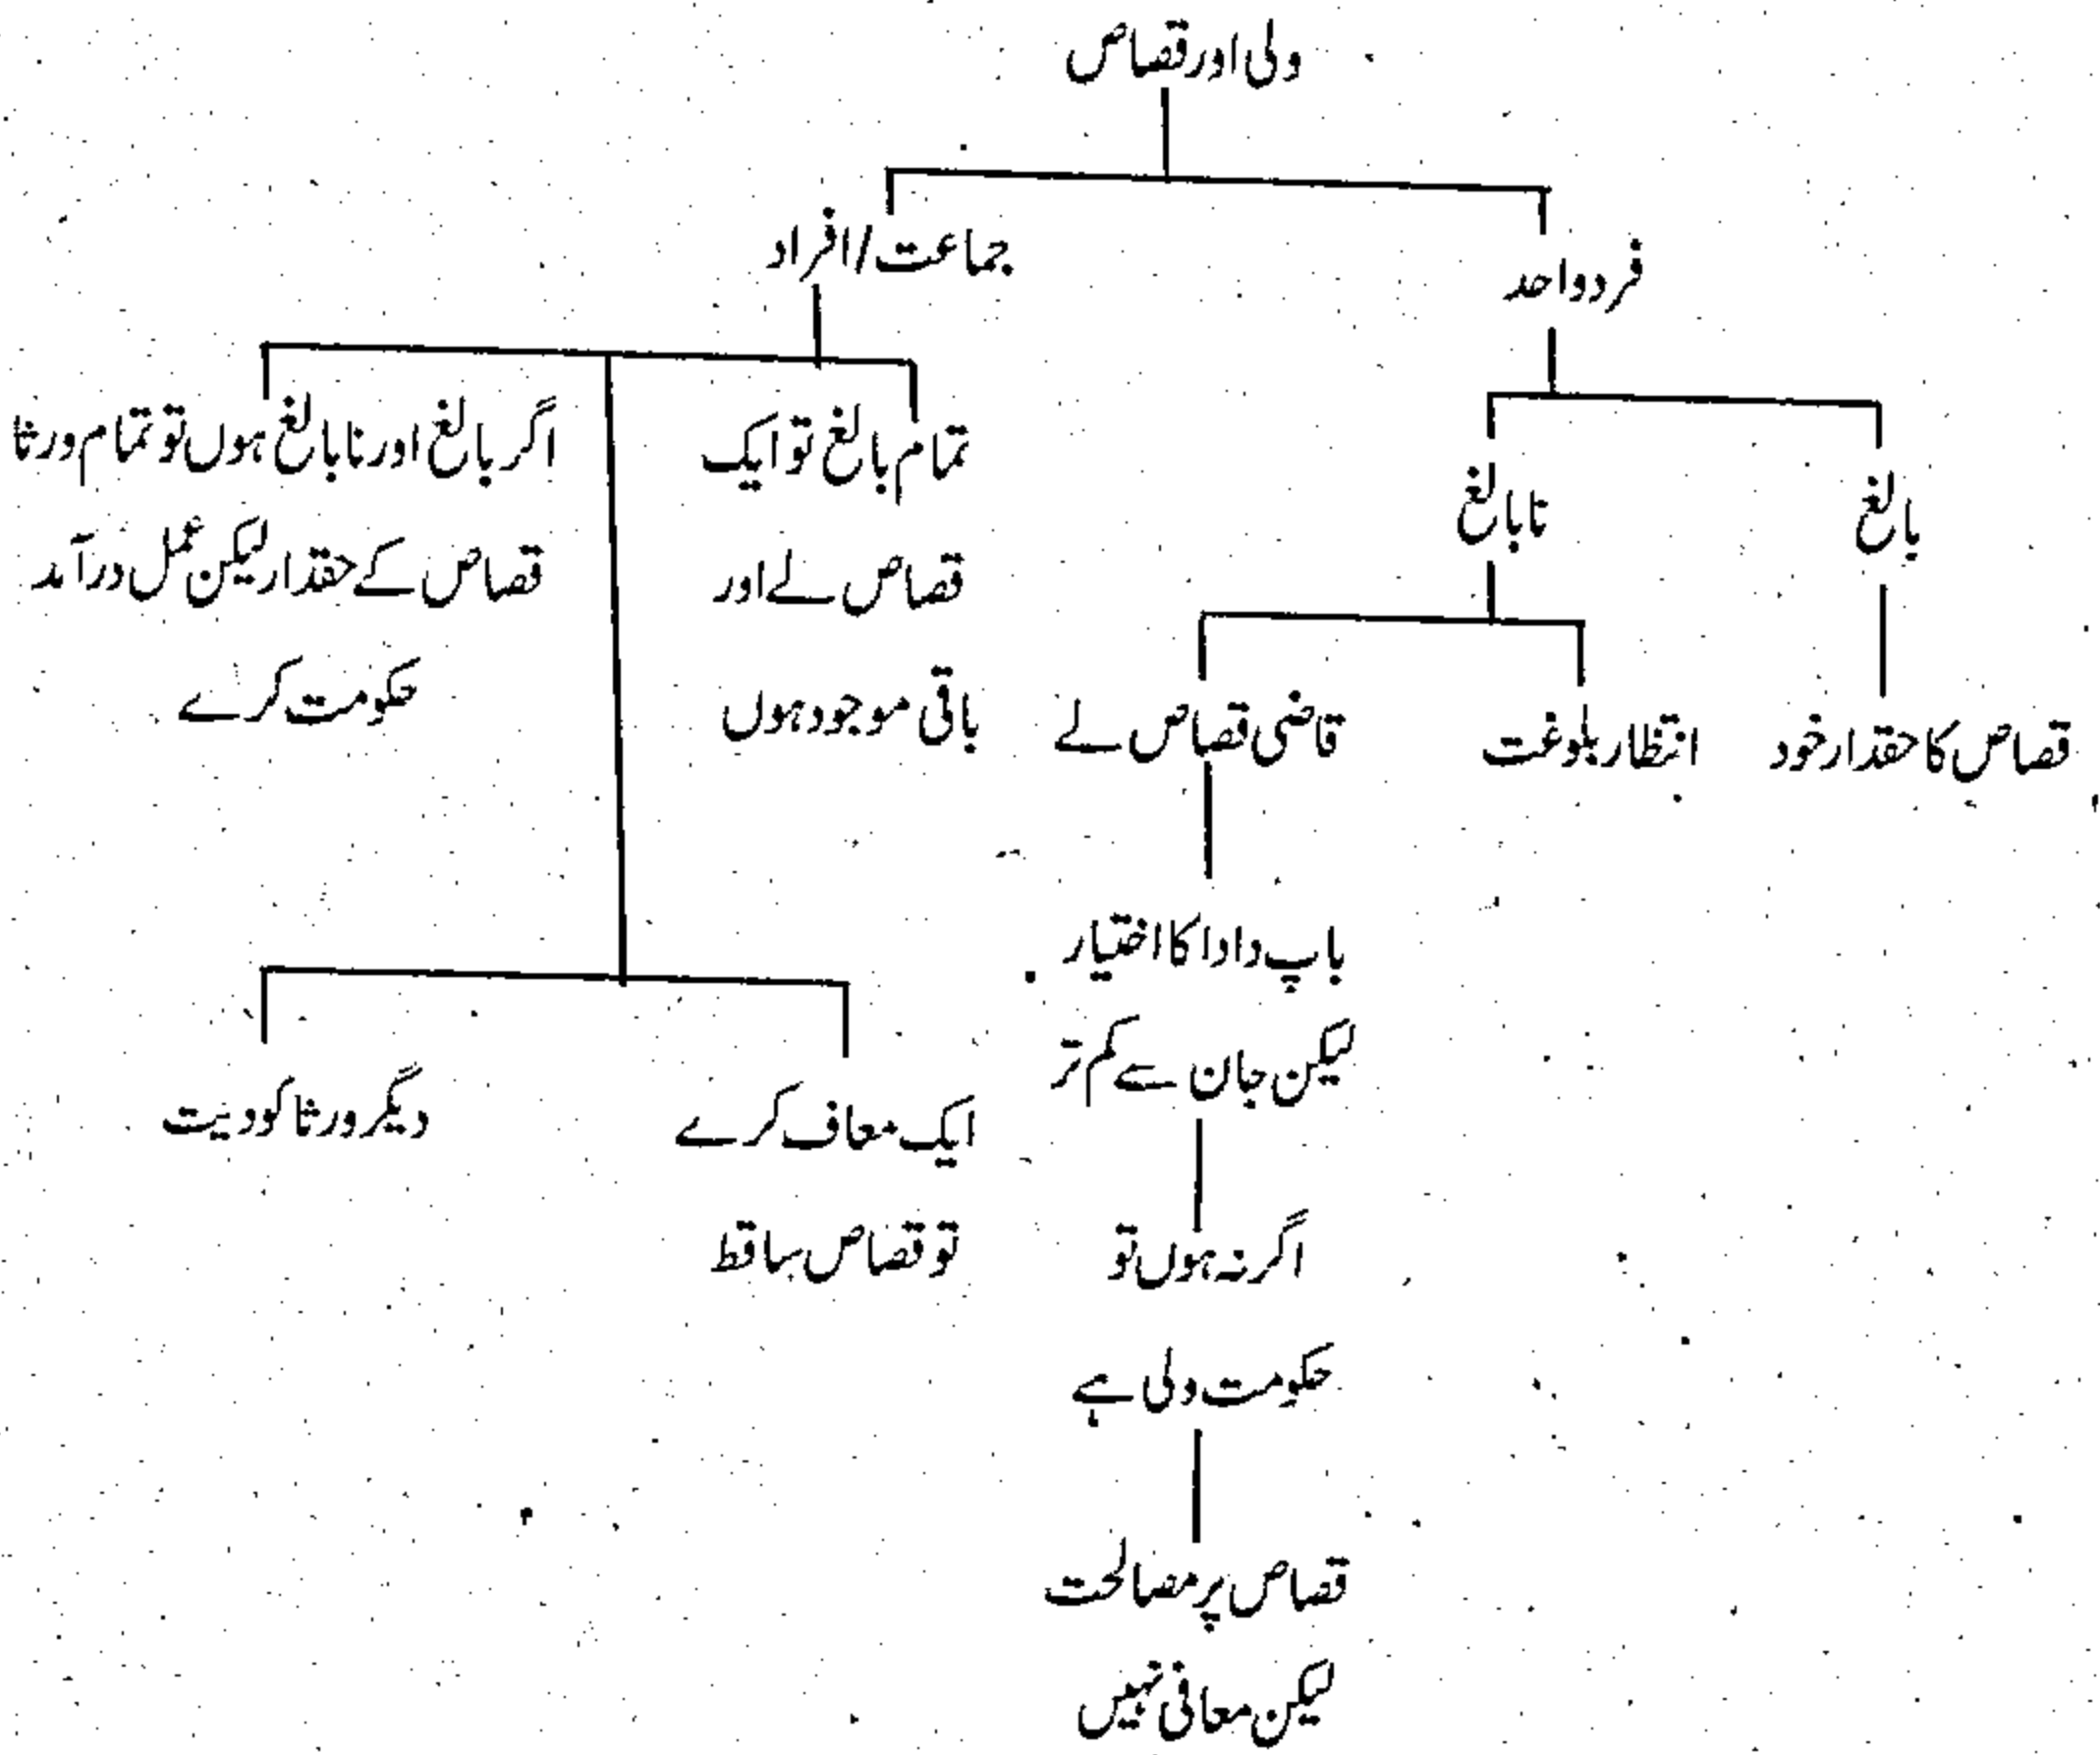 ولی اور قصاص
فرد واحد
جماعت/افراد
بالغ
نابالغ
قصاص کا حقدار خود
انتظار بلوغت
قاضی قصاص لے
باپ دادا کا اختیار
لیکن جان سے کم تر
اگر نہ ہوں تو
حکومت ولی ہے
قصاص پر مصالحت
لیکن معافی نہیں
تمام بالغ تو ایک
قصاص لے اور
باقی موجود ہوں
اگر بالغ اور نابالغ ہوں تو تمام ورثا
قصاص کے حقدار لیکن عمل درآمد
حکومت کرے
ایک معاف کرے
تو قصاص ساقط
دیگر ورثا کو دیت